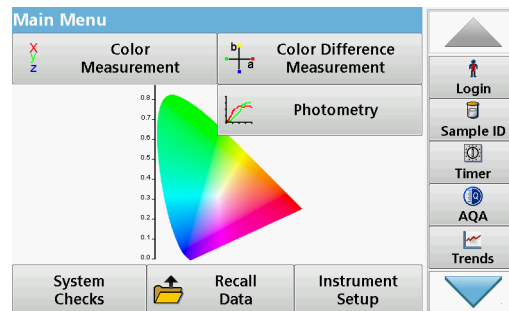 Main Menu
X
y
z
Color
Measurement
b
a
Color Difference
Measurement
Photometry
0.8
0.7
0.6
0.5
0.4
0.3
0.2
0.1
0.0
System
Checks
Recall
Data
Instrument
Setup
Login
Sample ID
Timer
AQA
Trends